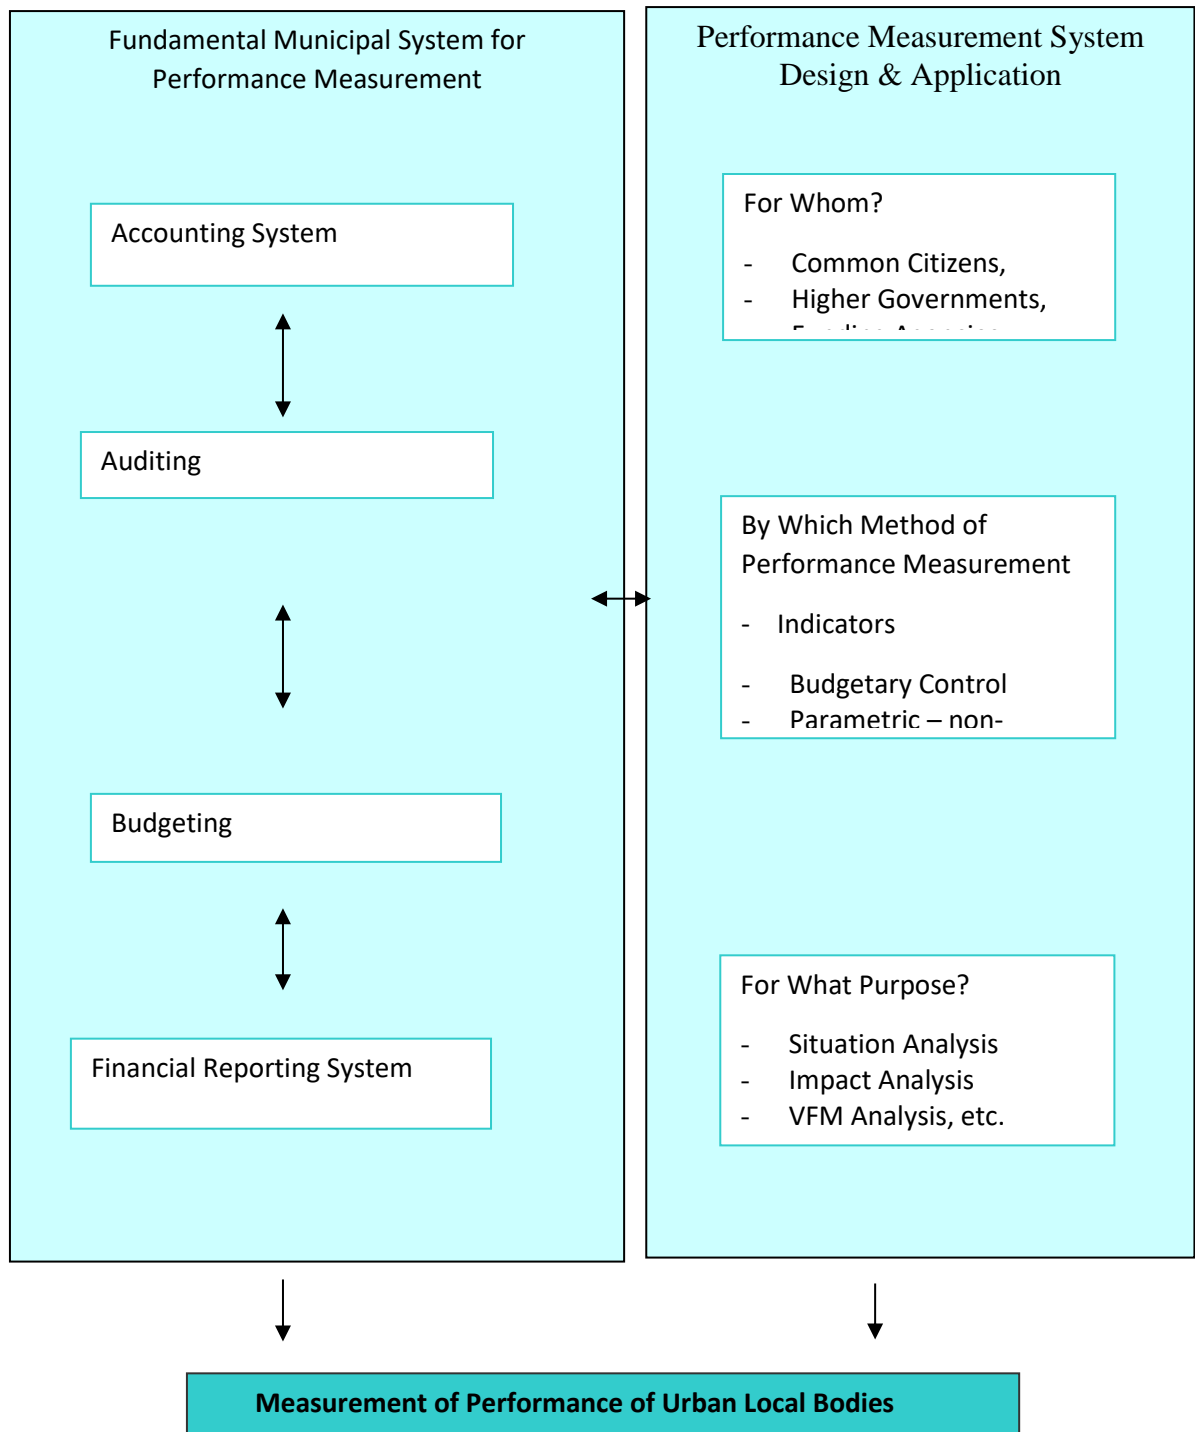 Fundamental Municipal System for
Performance Measurement
Accounting System
Auditing
Budgeting
Financial Reporting System
Performance Measurement System
Design & Application
For Whom?
- Common Citizens,
- Higher Governments,
By Which Method of
Performance Measurement
- Indicators
- Budgetary Control
- Parametric – non-
For What Purpose?
- Situation Analysis
- Impact Analysis
- VFM Analysis, etc.
Measurement of Performance of Urban Local Bodies